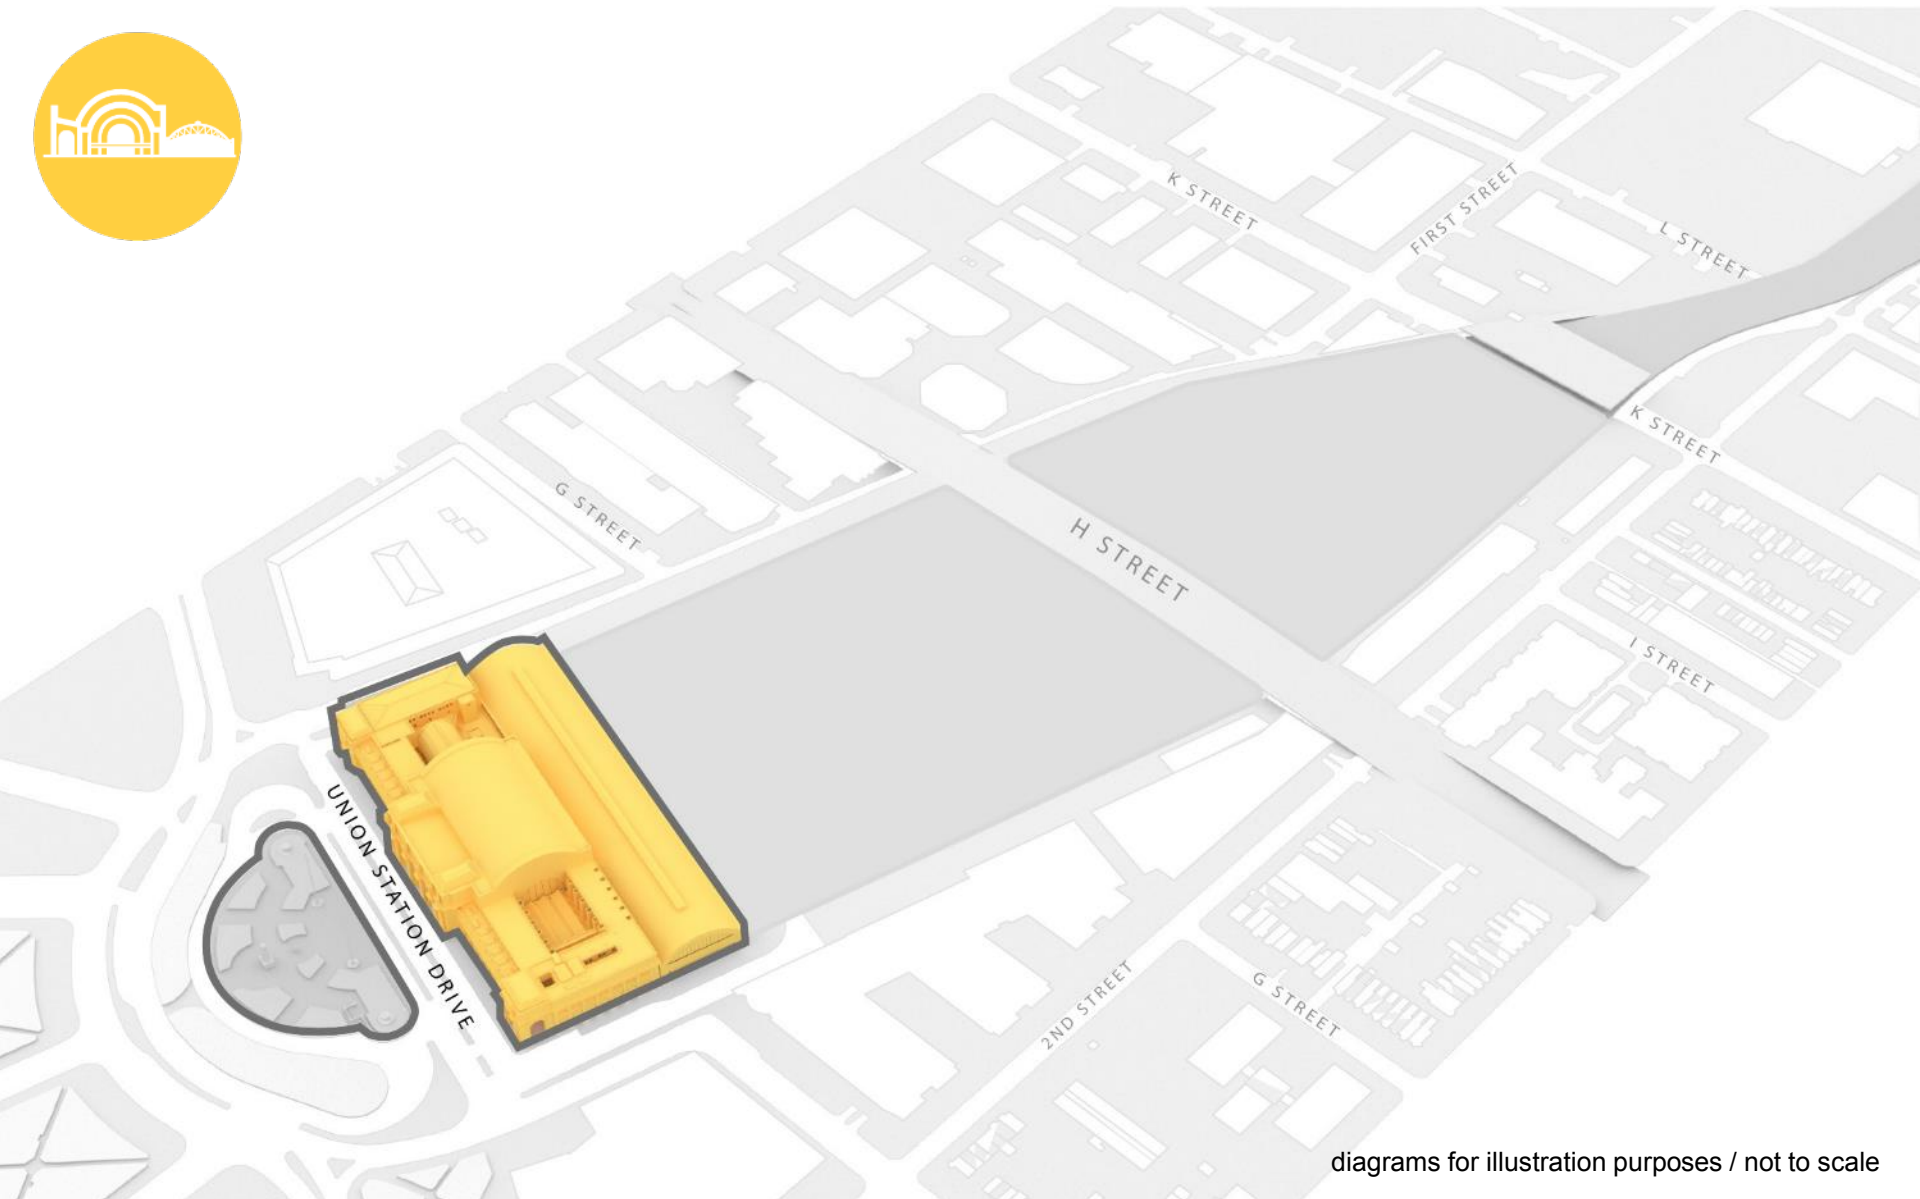 K STREET
FIRST STREET
L STREET
K STREET
G STREET
H STREET
I STREET
UNION STATION DRIVE
2ND STREET
G STREET
diagrams for illustration purposes / not to scale